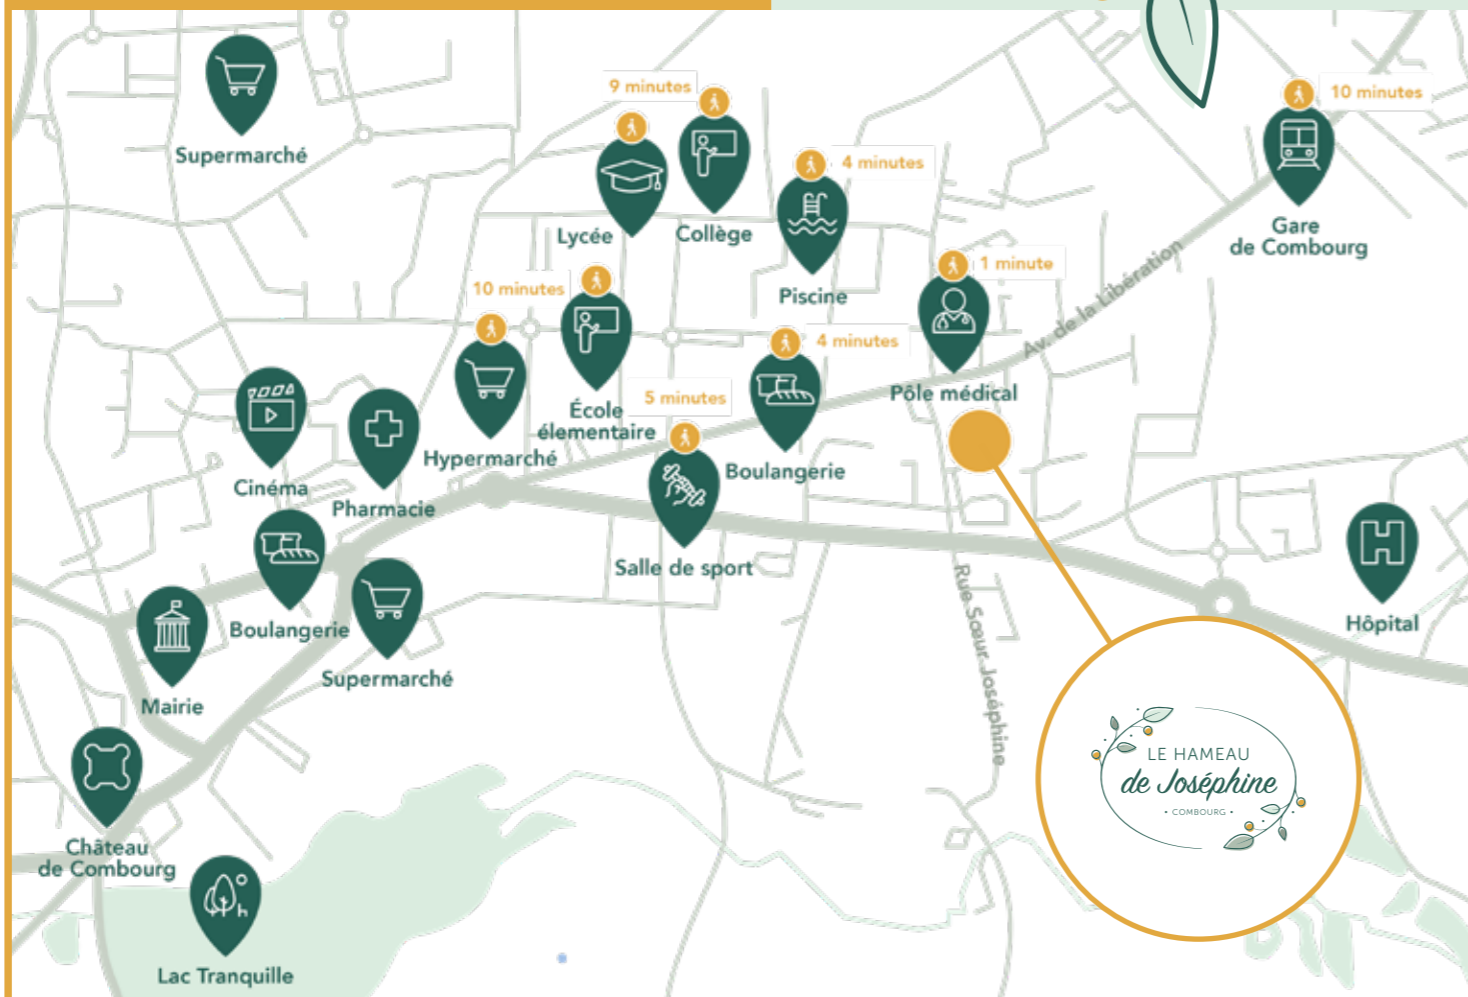 9 minutes
10 minutes
Supermarché
4 minutes
Lycée
Collège
Gare
de Combourg
1 minute
Piscine
10 minutes
Av. de la Libération
4 minutes
5 minutes
Pôle médical
École
élementaire
Hypermarché
Boulangerie
Cinéma
Pharmacie
Salle de sport
Rue Sœur Joséphine
Boulangerie
Hôpital
Supermarché
Mairie
LE HAMEAU
de Joséphine
• COMBOURG •
Château
de Combourg
Lac Tranquille